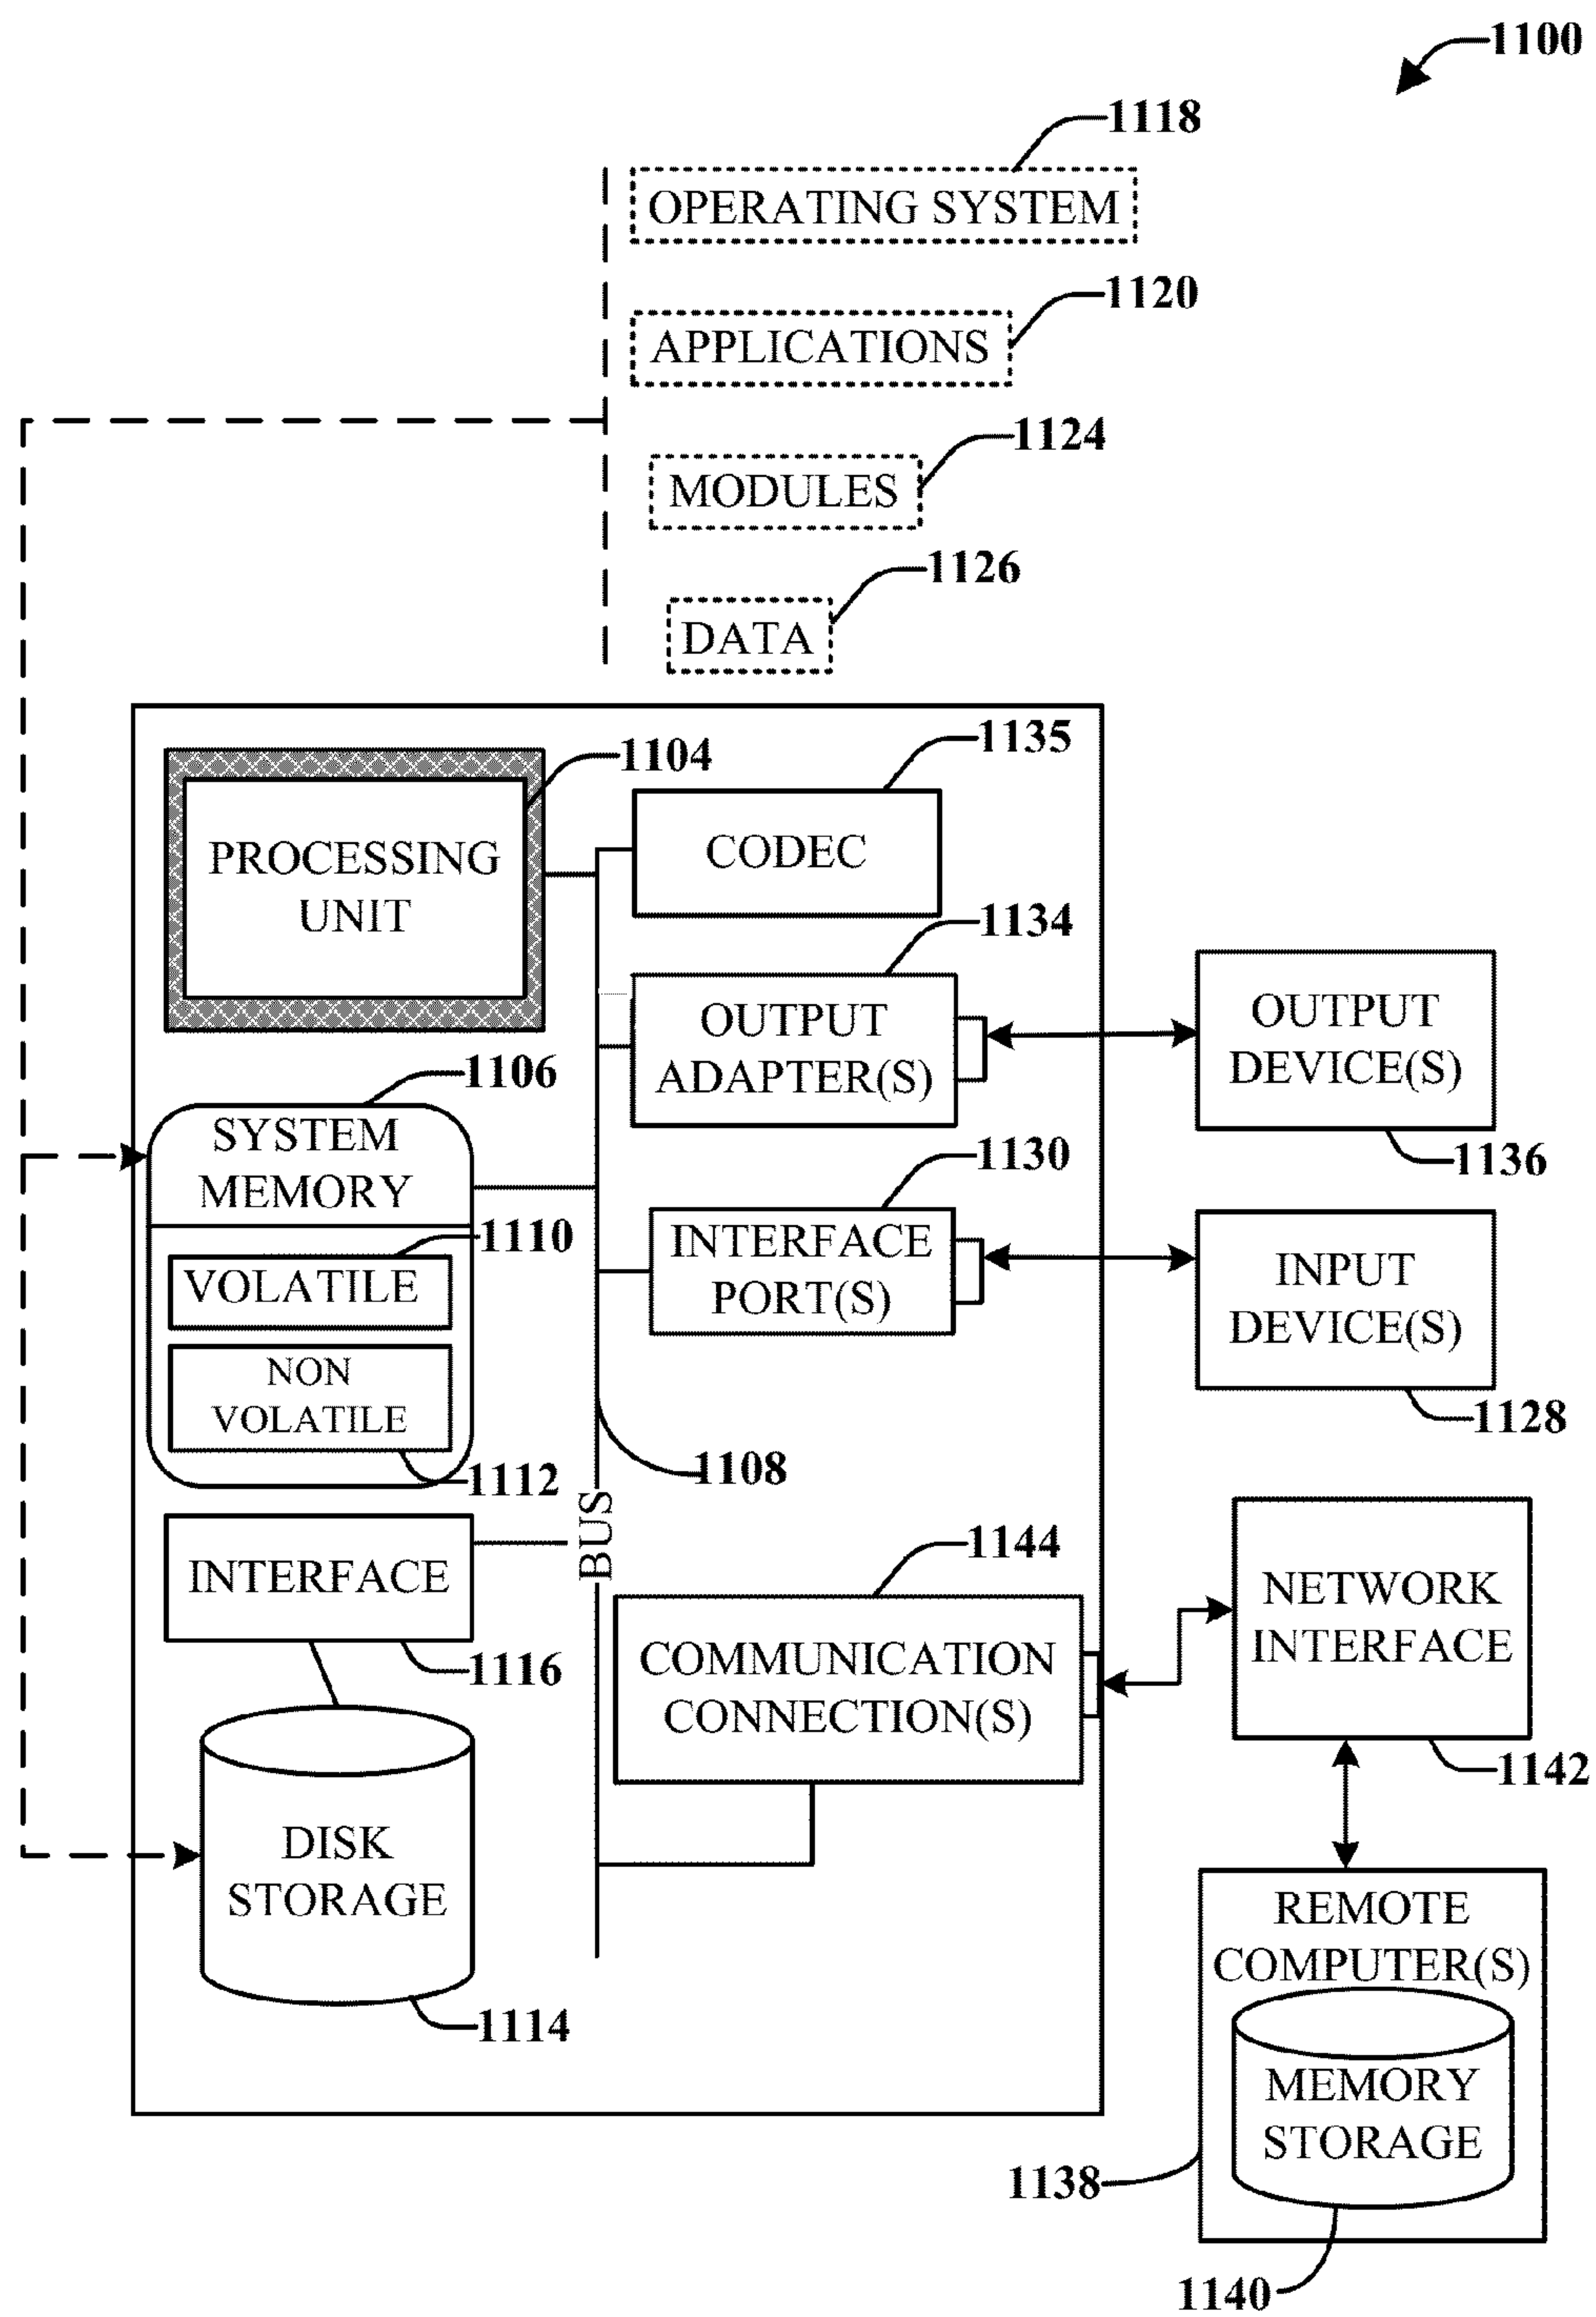 1100
1118
OPERATING SYSTEM
1120
APPLICATIONS
1124
MODULES
1126
DATA
1104
PROCESSING
UNIT
1135
CODEC
1134
OUTPUT
ADAPTER(S)
OUTPUT
DEVICE(S)
1136
1106
SYSTEM
MEMORY
1110
VOLATILE
NON
VOLATILE
1112
1130
INTERFACE
PORT(S)
INPUT
DEVICE(S)
1128
1108
BUS
INTERFACE
1116
1144
COMMUNICATION
CONNECTION(S)
NETWORK
INTERFACE
1142
DISK
STORAGE
1114
REMOTE
COMPUTER(S)
MEMORY
STORAGE
1138
1140